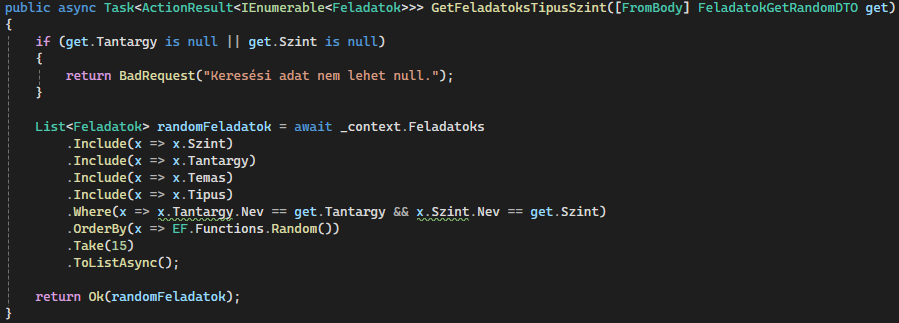 public async Task<ActionResult<IEnumerable<Feladatok>>> GetFeladatoksTipusSzint([FromBody] FeladatokGetRandomDTO get)
{
    if (get.Tantargy is null || get.Szint is null)
    {
        return BadRequest("Keresési adat nem lehet null.");
    }

    List<Feladatok> randomFeladatok = await _context.Feladatoks
        .Include(x => x.Szint)
        .Include(x => x.Tantargy)
        .Include(x => x.Temas)
        .Include(x => x.Tipus)
        .Where(x => x.Tantargy.Nev == get.Tantargy && x.Szint.Nev == get.Szint)
        .OrderBy(x => EF.Functions.Random())
        .Take(15)
        .ToListAsync();

    return Ok(randomFeladatok);
}